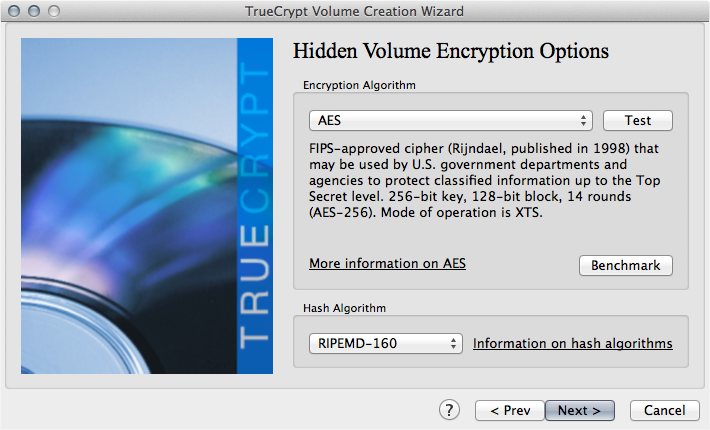 TrueCrypt Volume Creation Wizard
TRUECRYPT
Hidden Volume Encryption Options
Encryption Algorithm
AES
Test
FIPS-approved cipher (Rijndael, published in 1998) that
may be used by U.S. government departments and
agencies to protect classified information up to the Top
Secret level. 256-bit key, 128-bit block, 14 rounds
(AES-256). Mode of operation is XTS.
More information on AES
Benchmark
Hash Algorithm
RIPEMD-160
Information on hash algorithms
?
< Prev
Next >
Cancel